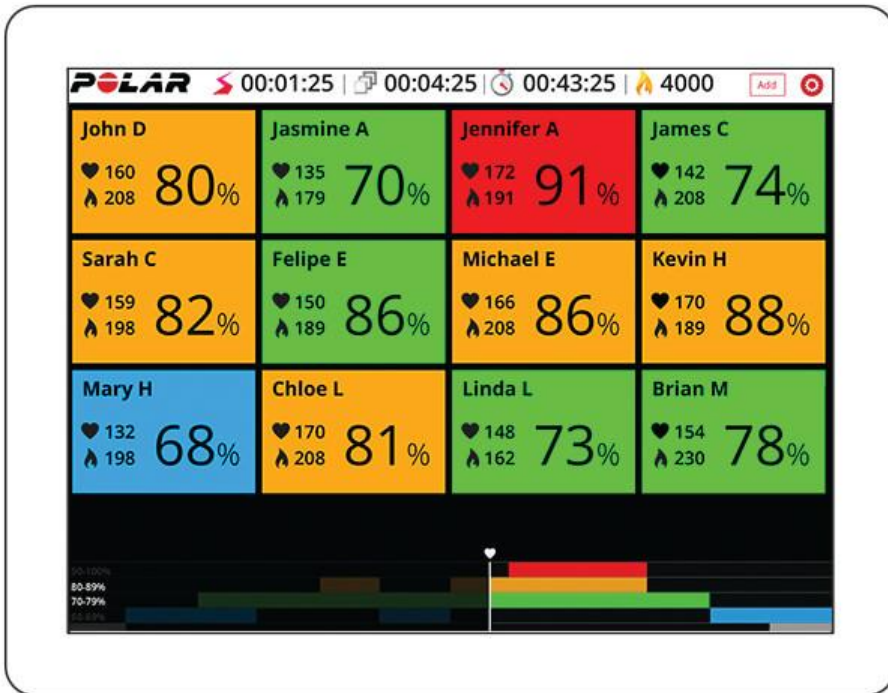 POLAR 00:01:25 | 00:04:25 | 00:43:25 | 4000 Add
John D
160
208
80%
Jasmine A
135
179
70%
Jennifer A
172
191
91%
James C
142
208
74%
Sarah C
159
198
82%
Felipe E
150
189
86%
Michael E
166
208
86%
Kevin H
170
189
88%
Mary H
132
198
68%
Chloe L
170
208
81%
Linda L
148
162
73%
Brian M
154
230
78%
80-89%
70-79%